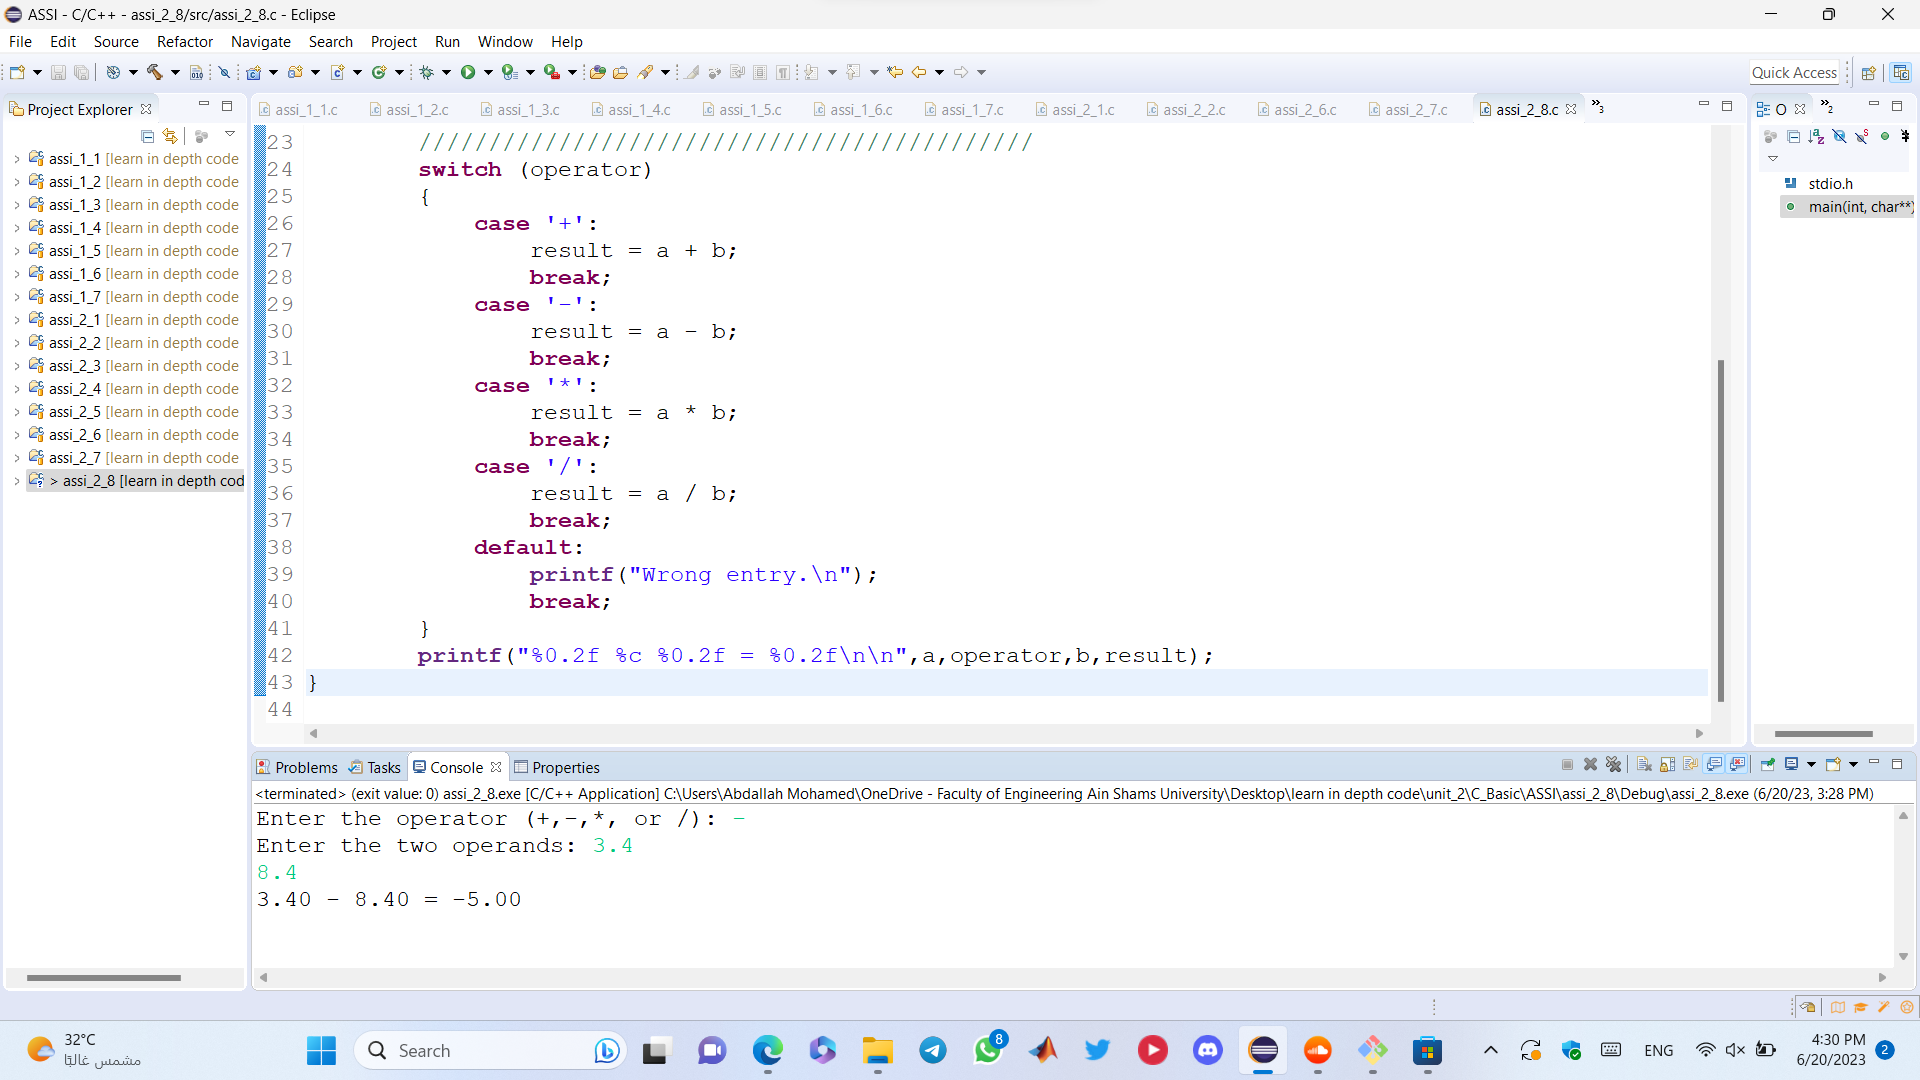 ASSI - C/C++ - assi_2_8/src/assi_2_8.c - Eclipse
File Edit Source Refactor Navigate Search Project Run Window Help
Quick Access
Project Explorer
assi_1_1 [learn in depth code
assi_1_2 [learn in depth code
assi_1_3 [learn in depth code
assi_1_4 [learn in depth code
assi_1_5 [learn in depth code
assi_1_6 [learn in depth code
assi_1_7 [learn in depth code
assi_2_1 [learn in depth code
assi_2_2 [learn in depth code
assi_2_3 [learn in depth code
assi_2_4 [learn in depth code
assi_2_5 [learn in depth code
assi_2_6 [learn in depth code
assi_2_7 [learn in depth code
> assi_2_8 [learn in depth cod
assi_1_1.c assi_1_2.c assi_1_3.c assi_1_4.c assi_1_5.c assi_1_6.c assi_1_7.c assi_2_1.c assi_2_2.c assi_2_6.c assi_2_7.c assi_2_8.c »3
23 ////////////////////////////////////////////
24 switch (operator)
25 {
26 case '+':
27 result = a + b;
28 break;
29 case '-':
30 result = a - b;
31 break;
32 case '*':
33 result = a * b;
34 break;
35 case '/':
36 result = a / b;
37 break;
38 default:
39 printf("Wrong entry.\n");
40 break;
41 }
42 printf("%0.2f %c %0.2f = %0.2f\n\n",a,operator,b,result);
43 }
44
O »2
stdio.h
main(int, char**)
Problems Tasks Console Properties
<terminated> (exit value: 0) assi_2_8.exe [C/C++ Application] C:\Users\Abdallah Mohamed\OneDrive - Faculty of Engineering Ain Shams University\Desktop\learn in depth code\unit_2\C_Basic\ASSI\assi_2_8\Debug\assi_2_8.exe (6/20/23, 3:28 PM)
Enter the operator (+,-,*, or /): -
Enter the two operands: 3.4
8.4
3.40 - 8.40 = -5.00
32°C
مشمس غالبًا
Search
8
ENG
4:30 PM
6/20/2023
2